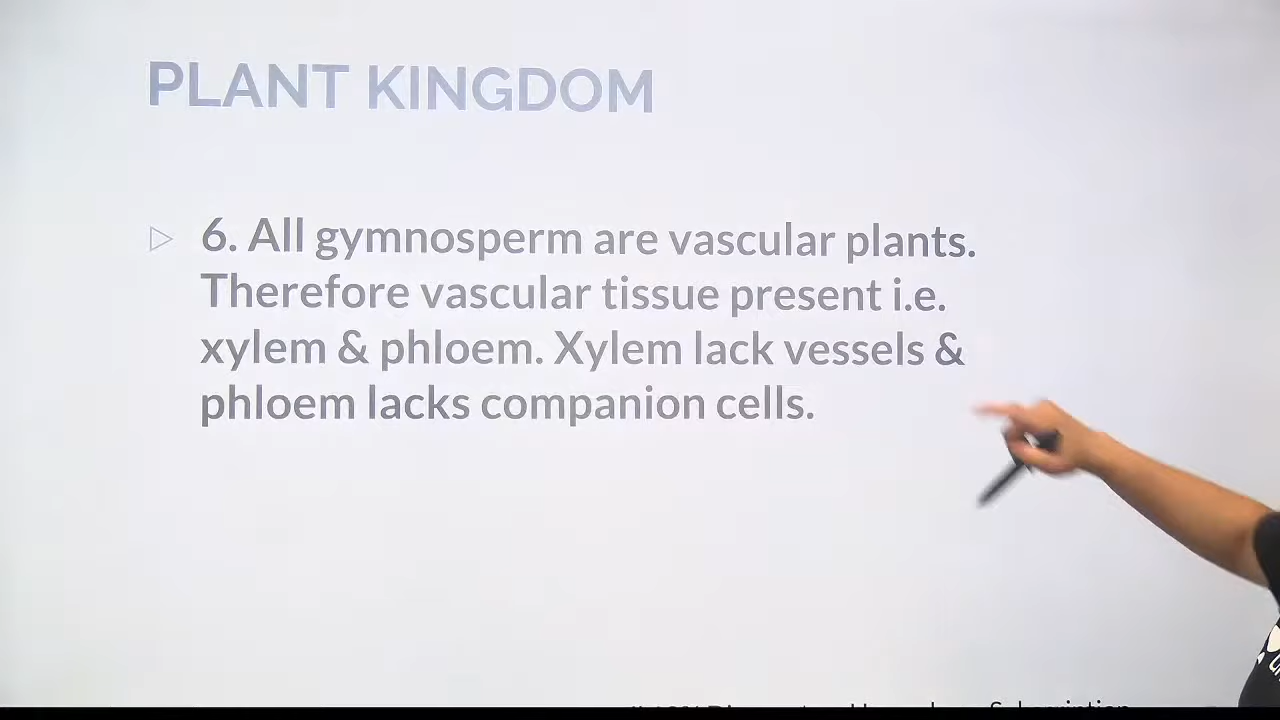 PLANT KINGDOM
6. All gymnosperm are vascular plants.
Therefore vascular tissue present i.e.
xylem & phloem. Xylem lack vessels &
phloem lacks companion cells.